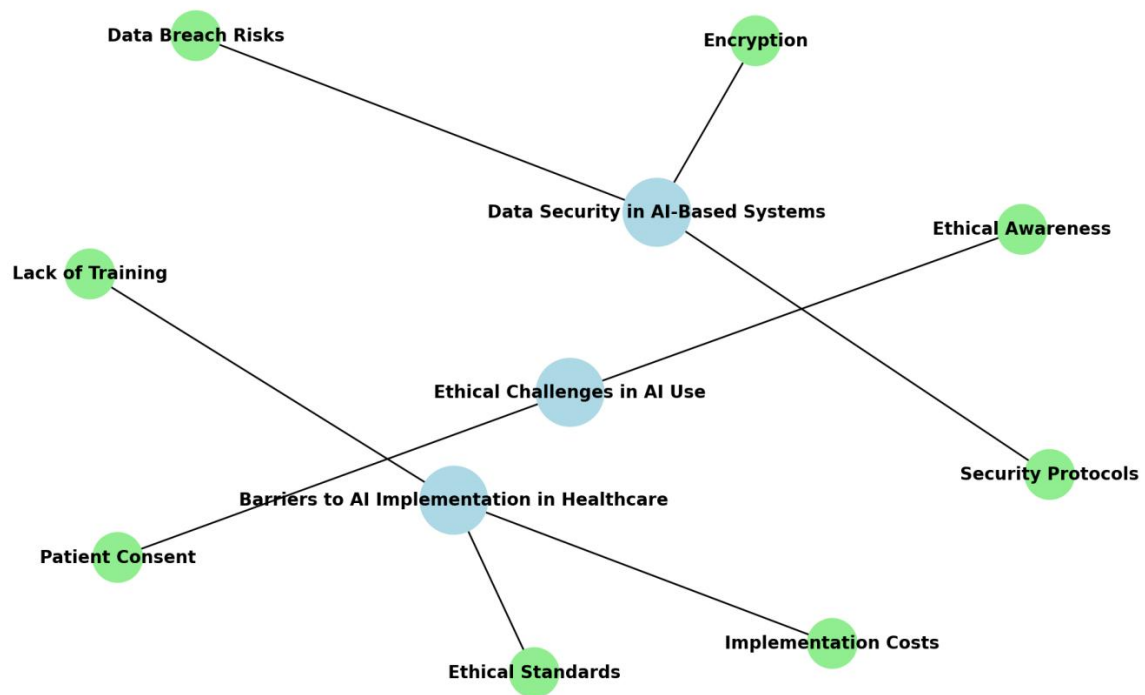 Data Breach Risks
Encryption
Data Security in AI-Based Systems
Ethical Awareness
Lack of Training
Ethical Challenges in AI Use
Security Protocols
Barriers to AI Implementation in Healthcare
Patient Consent
Implementation Costs
Ethical Standards